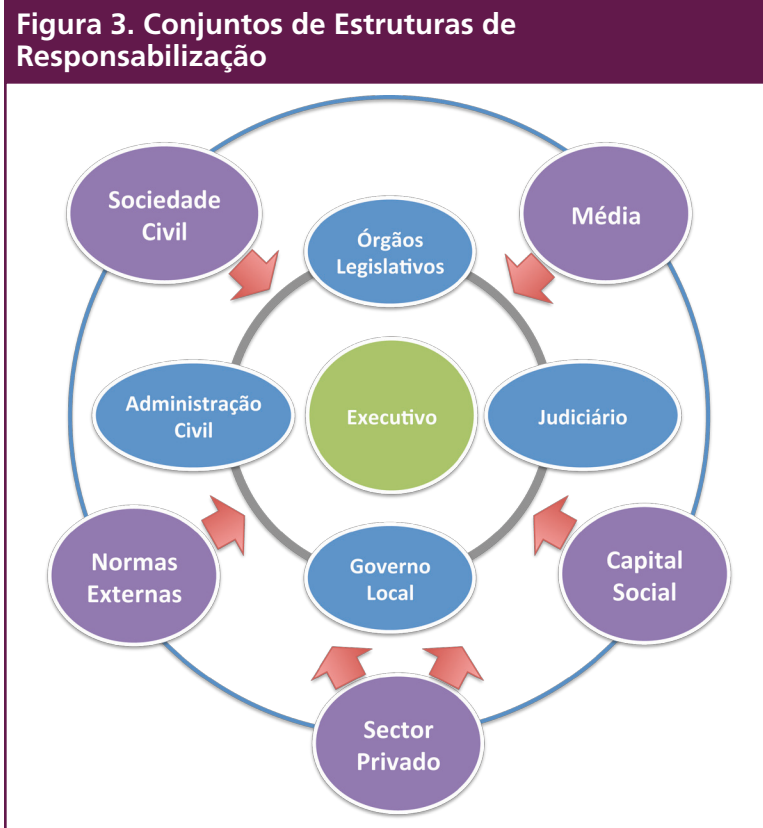 Figura 3. Conjuntos de Estruturas de
Responsabilização
Sociedade
Civil
Média
Órgãos
Legislativos
Administração
Civil
Executivo
Judiciário
Normas
Externas
Governo
Local
Capital
Social
Sector
Privado